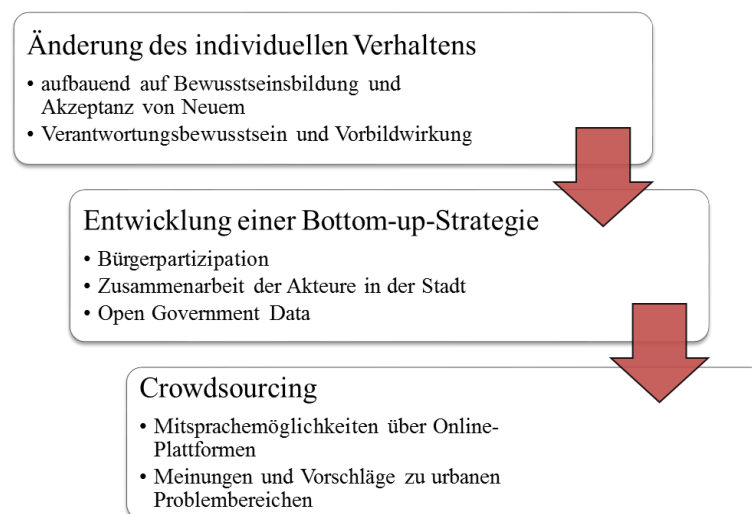 Änderung des individuellen Verhaltens
• aufbauend auf Bewusstseinsbildung und
Akzeptanz von Neuem
• Verantwortungsbewusstsein und Vorbildwirkung
Entwicklung einer Bottom-up-Strategie
• Bürgerpartizipation
• Zusammenarbeit der Akteure in der Stadt
• Open Government Data
Crowdsourcing
• Mitsprachemöglichkeiten über Online-
Plattformen
• Meinungen und Vorschläge zu urbanen
Problembereichen